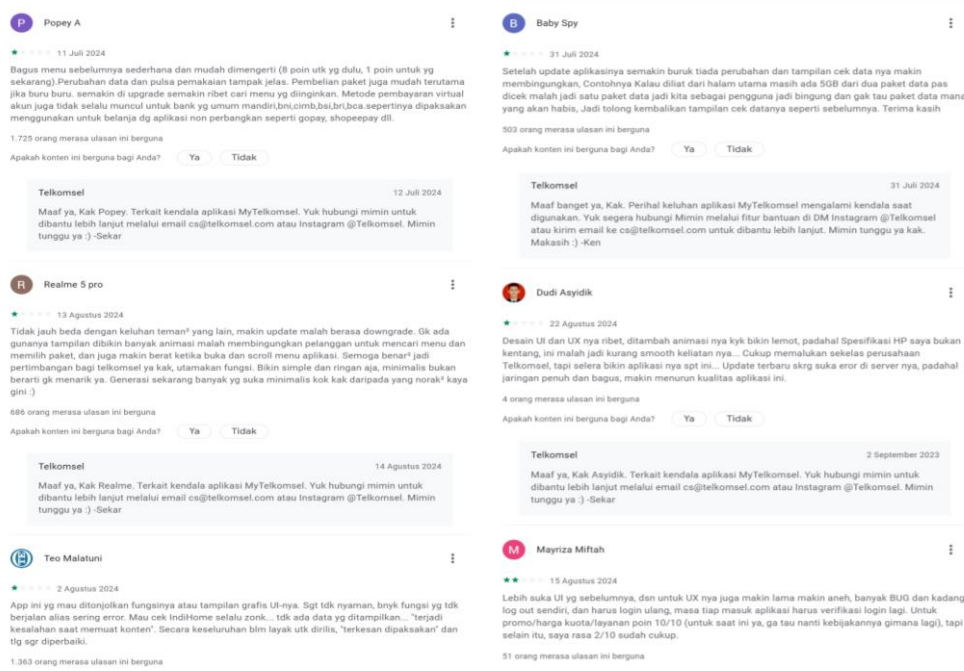 P Popey A
11 Juli 2024
Bagus menu sebelumnya sederhana dan mudah dimengerti (8 poin utk yg dulu, 1 poin untuk yg
sekarang).Perubahan data dan pulsa pemakaian tampak jelas. Pembelian paket juga mudah terutama
jika buru buru. semakin di upgrade semakin ribet cari menu yg diinginkan. Metode pembayaran virtual
akun juga tidak selalu muncul untuk bank yg umum mandiri,bni,cimb,bsi,bri,bca.sepertinya dipaksakan
menggunakan untuk belanja dg aplikasi non perbangkan seperti gopay, shopeepay dll.
1.725 orang merasa ulasan ini berguna
Apakah konten ini berguna bagi Anda? Ya Tidak
Telkomsel 12 Juli 2024
Maaf ya, Kak Popey. Terkait kendala aplikasi MyTelkomsel. Yuk hubungi mimin untuk
dibantu lebih lanjut melalui email cs@telkomsel.com atau Instagram @Telkomsel. Mimin
tunggu ya :) -Sekar
R Realme 5 pro
13 Agustus 2024
Tidak jauh beda dengan keluhan teman² yang lain, makin update malah berasa downgrade. Gk ada
gunanya tampilan dibikin banyak animasi malah membingungkan pelanggan untuk mencari menu dan
memilih paket, dan juga makin berat ketika buka dan scroll menu aplikasi. Semoga benar² jadi
pertimbangan bagi telkomsel ya kak, utamakan fungsi. Bikin simple dan ringan aja, minimalis bukan
berarti gk menarik ya. Generasi sekarang banyak yg suka minimalis kok kak daripada yang norak² kaya
gini :)
686 orang merasa ulasan ini berguna
Apakah konten ini berguna bagi Anda? Ya Tidak
Telkomsel 14 Agustus 2024
Maaf ya, Kak Realme. Terkait kendala aplikasi MyTelkomsel. Yuk hubungi mimin untuk
dibantu lebih lanjut melalui email cs@telkomsel.com atau Instagram @Telkomsel. Mimin
tunggu ya :) -Sekar
Teo Malatuni
2 Agustus 2024
App ini yg mau ditonjolkan fungsinya atau tampilan grafis UI-nya. Sgt tdk nyaman, bnyk fungsi yg tdk
berjalan alias sering error. Mau cek IndiHome selalu zonk... tdk ada data yg ditampilkan... "terjadi
kesalahan saat memuat konten". Secara keseluruhan blm layak utk dirilis, "terkesan dipaksakan" dan
tlg sgr diperbaiki.
1.363 orang merasa ulasan ini berguna
B Baby Spy
31 Juli 2024
Setelah update aplikasinya semakin buruk tiada perubahan dan tampilan cek data nya makin
membingungkan, Contohnya Kalau diliat dari halam utama masih ada 5GB dari dua paket data pas
dicek malah jadi satu paket data jadi kita sebagai pengguna jadi bingung dan gak tau paket data mana
yang akan habis, Jadi tolong kembalikan tampilan cek datanya seperti sebelumnya. Terima kasih
503 orang merasa ulasan ini berguna
Apakah konten ini berguna bagi Anda? Ya Tidak
Telkomsel 31 Juli 2024
Maaf banget ya, Kak. Perihal keluhan aplikasi MyTelkomsel mengalami kendala saat
digunakan. Yuk segera hubungi Mimin melalui fitur bantuan di DM Instagram @Telkomsel
atau kirim email ke cs@telkomsel.com untuk dibantu lebih lanjut. Mimin tunggu ya kak.
Makasih :) -Ken
Dudi Asyidik
22 Agustus 2024
Desain UI dan UX nya ribet, ditambah animasi nya kyk bikin lemot, padahal Spesifikasi HP saya bukan
kentang, ini malah jadi kurang smooth keliatan nya... Cukup memalukan sekelas perusahaan
Telkomsel, tapi selera bikin aplikasi nya spt ini... Update terbaru skrg suka eror di server nya, padahal
jaringan penuh dan bagus, makin menurun kualitas aplikasi ini.
4 orang merasa ulasan ini berguna
Apakah konten ini berguna bagi Anda? Ya Tidak
Telkomsel 2 September 2023
Maaf ya, Kak Asyidik. Terkait kendala aplikasi MyTelkomsel. Yuk hubungi mimin untuk
dibantu lebih lanjut melalui email cs@telkomsel.com atau Instagram @Telkomsel. Mimin
tunggu ya :) -Sekar
M Mayriza Miftah
15 Agustus 2024
Lebih suka UI yg sebelumnya, dsn untuk UX nya juga makin lama makin aneh, banyak BUG dan kadang
log out sendiri, dan harus login ulang, masa tiap masuk aplikasi harus verifikasi login lagi. Untuk
promo/harga kuota/layanan poin 10/10 (untuk saat ini ya, ga tau nanti kebijakannya gimana lagi), tapi
selain itu, saya rasa 2/10 sudah cukup.
51 orang merasa ulasan ini berguna